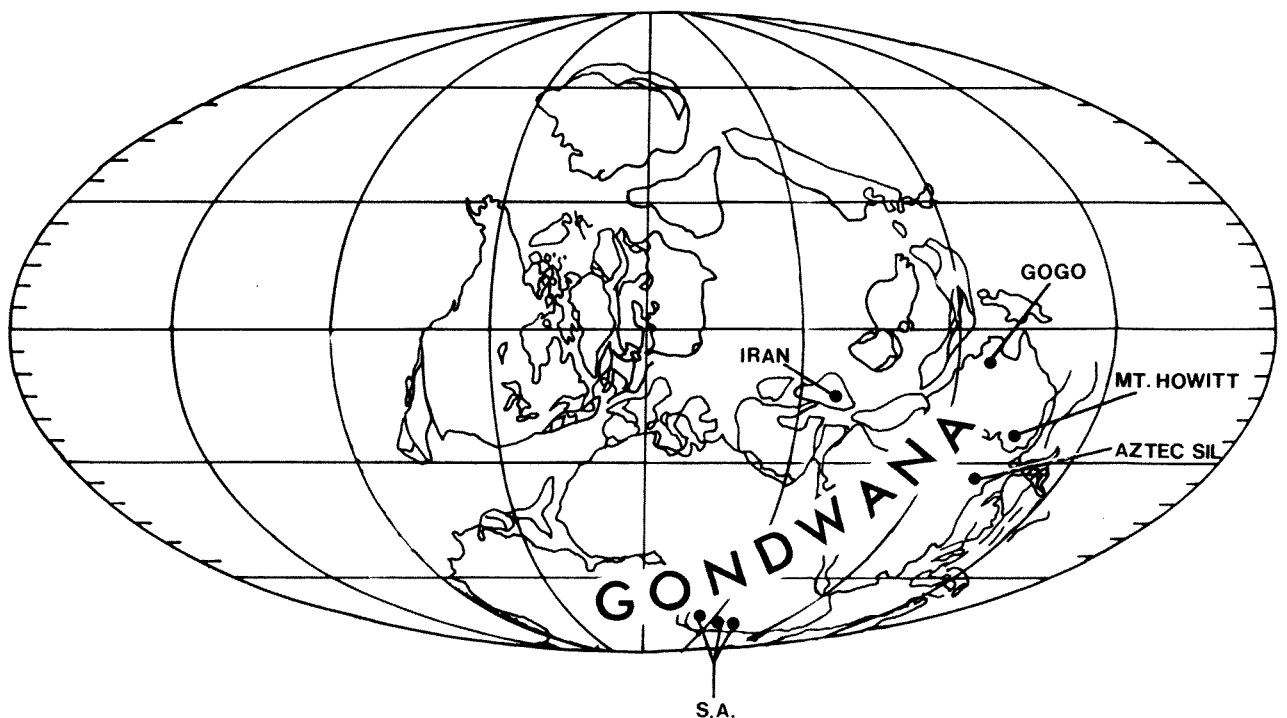 GOGO
IRAN
MT. HOWITT
AZTEC SIL
GONDWANA
S.A.